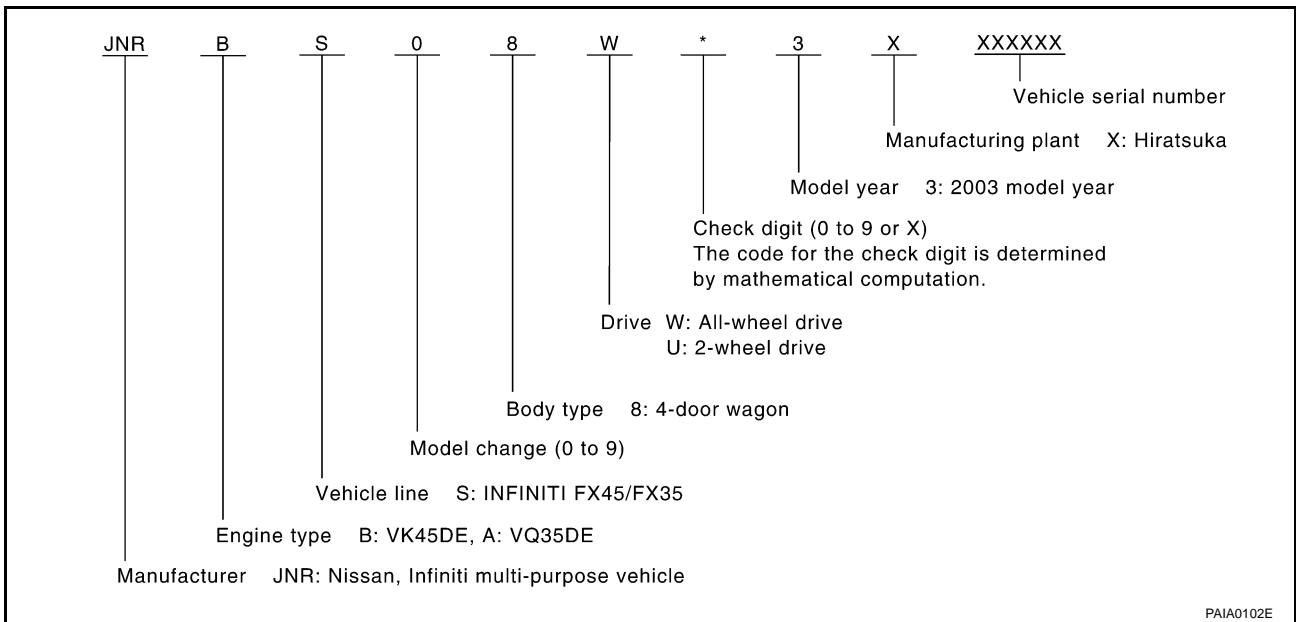 JNR B S 0 8 W * 3 X XXXXXX
Vehicle serial number
Manufacturing plant X: Hiratsuka
Model year 3: 2003 model year
Check digit (0 to 9 or X)
The code for the check digit is determined
by mathematical computation.
Drive W: All-wheel drive
U: 2-wheel drive
Body type 8: 4-door wagon
Model change (0 to 9)
Vehicle line S: INFINITI FX45/FX35
Engine type B: VK45DE, A: VQ35DE
Manufacturer JNR: Nissan, Infiniti multi-purpose vehicle
PAIA0102E